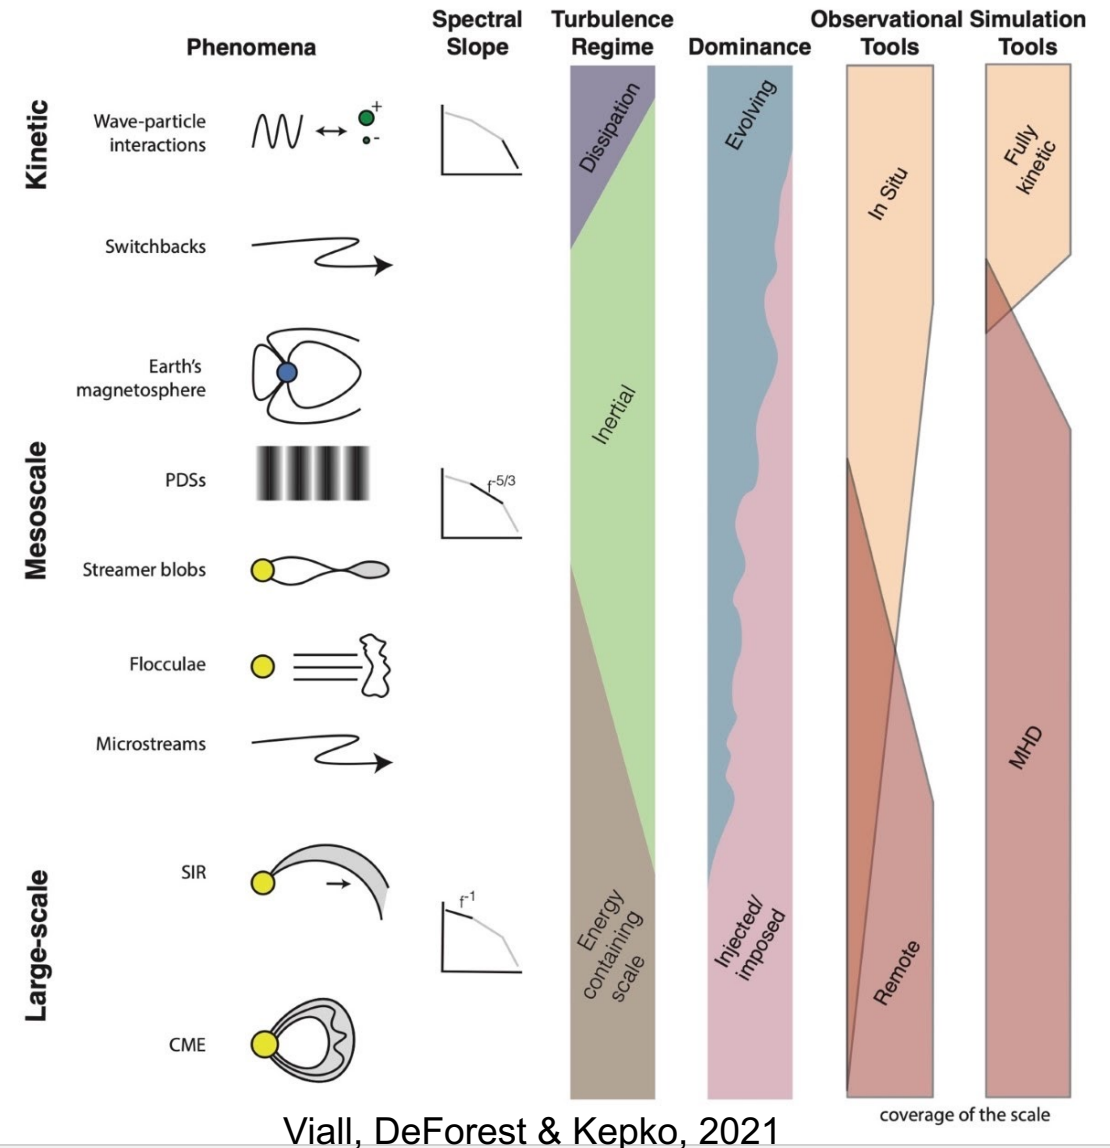 Phenomena
Spectral
Slope
Turbulence
Regime
Dominance
Observational
Tools
Simulation
Tools
Kinetic
Wave-particle
interactions
+
-
Switchbacks
Earth's
magnetosphere
Mesoscale
PDSs
f-5/3
Streamer blobs
Flocculae
Microstreams
Large-scale
SIR
f-1
CME
Dissipation
Inertial
Energy
containing
scale
Evolving
Injected/
imposed
In Situ
Remote
Fully
kinetic
MHD
coverage of the scale
Viall, DeForest & Kepko, 2021